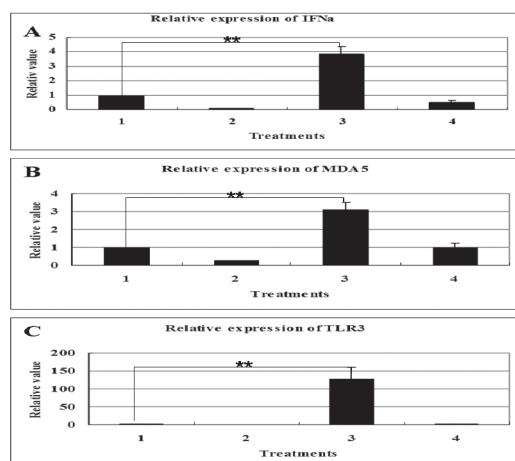 Relative expression of IFNa
A
**
Relativ value
5
4
3
2
1
0
1 2 3 4
Treatments
Relative expression of MDA5
B
**
Relative value
4
3
2
1
0
1 2 3 4
Treatments
Relative expression of TLR3
C
**
Relative value
200
150
100
50
0
1 2 3 4
Treatments